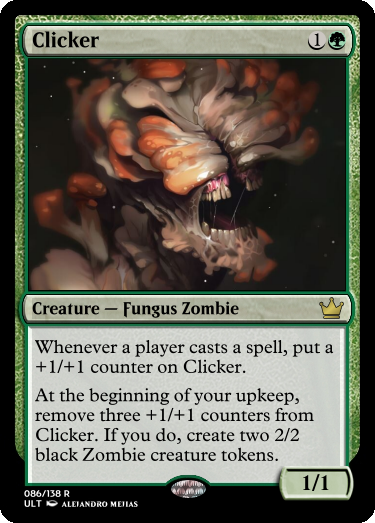 Clicker 1
Creature — Fungus Zombie
Whenever a player casts a spell, put a
+1/+1 counter on Clicker.
At the beginning of your upkeep,
remove three +1/+1 counters from
Clicker. If you do, create two 2/2
black Zombie creature tokens.
1/1
086/138 R
ULT ALEJANDRO MEJIAS